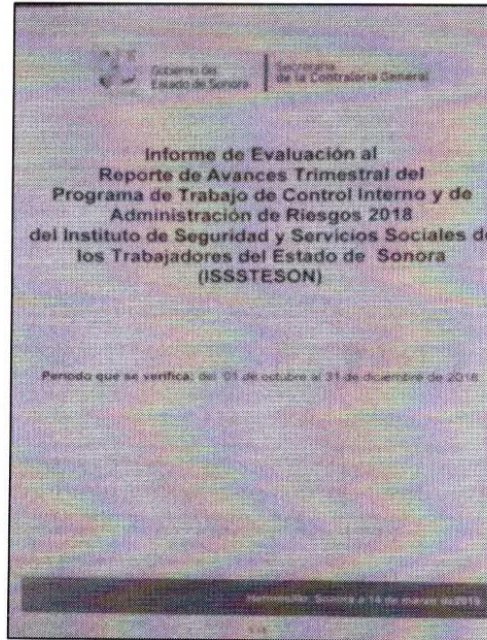 Gobierno del
Estado de Sonora
Secretaría
de la Contraloría General
Informe de Evaluación al
Reporte de Avances Trimestral del
Programa de Trabajo de Control Interno y de
Administración de Riesgos 2018
del Instituto de Seguridad y Servicios Sociales de
los Trabajadores del Estado de Sonora
(ISSSTESON)
Periodo que se verifica: del 01 de octubre al 31 de diciembre de 2018
Hermosillo, Sonora a de marzo